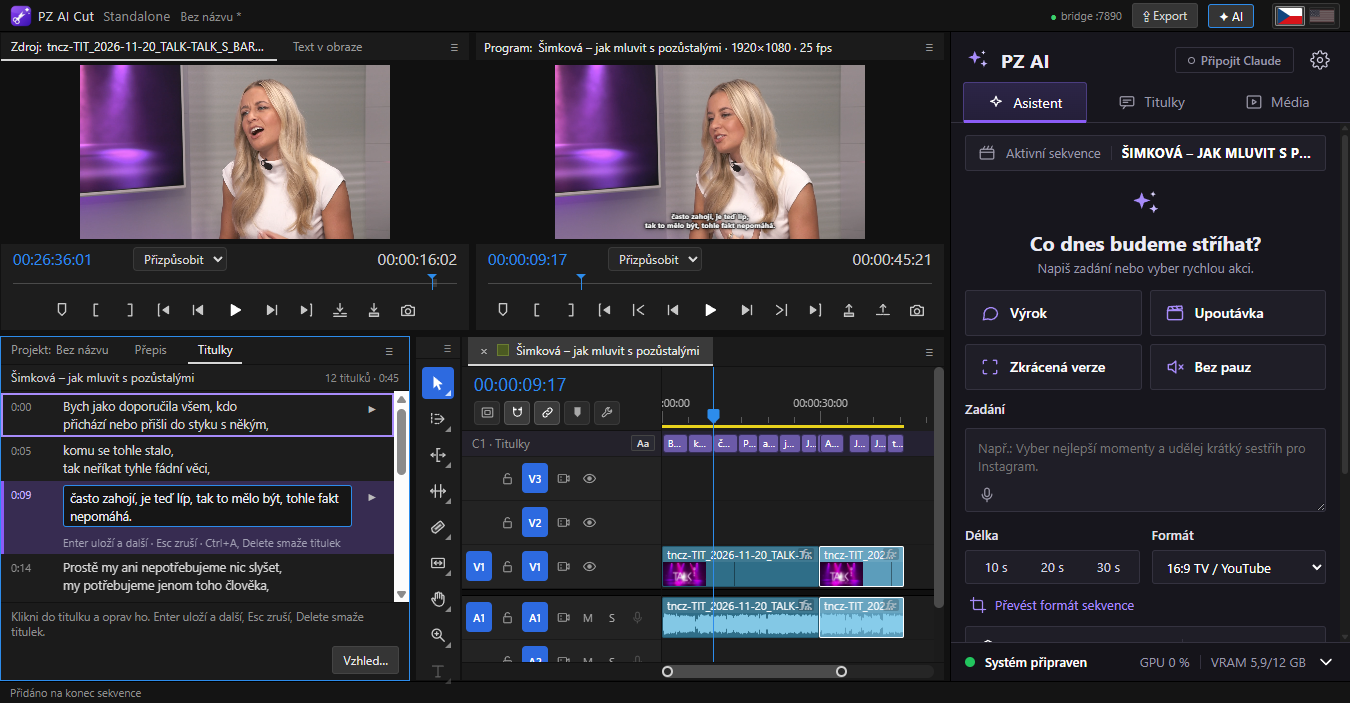 PZ AI Cut Standalone Bez názvu *
bridge :7890
Export
AI
Zdroj: tncz-TIT_2026-11-20_TALK-TALK_S_BAR...
Text v obraze
Program: Šimková – jak mluvit s pozůstalými · 1920×1080 · 25 fps
často zahojí, je teď líp,
tak to mělo být, tohle fakt nepomáhá.
00:26:36:01
Přizpůsobit
00:00:16:02
00:00:09:17
Přizpůsobit
00:00:45:21
Projekt: Bez názvu
Přepis
Titulky
Šimková – jak mluvit s pozůstalými
12 titulků · 0:45
0:00
Bych jako doporučila všem, kdo
přichází nebo přišli do styku s někým,
0:05
komu se tohle stalo,
tak neříkat tyhle fádní věci,
0:09
často zahojí, je teď líp, tak to mělo být, tohle fakt
nepomáhá.
Enter uloží a další · Esc zruší · Ctrl+A, Delete smaže titulek
0:14
Prostě my ani nepotřebujeme nic slyšet,
my potřebujeme jenom toho člověka,
Klikni do titulku a oprav ho. Enter uloží a další, Esc zruší, Delete smaže
titulek.
Vzhled...
Přidáno na konec sekvence
× Šimková – jak mluvit s pozůstalými
00:00:09:17
:00:00
00:00:30:00
C1 · Titulky
Aa
B... k... č... P... a... j... J... A... J... J... t...
V3
V2
V1 V1
tncz-TIT_2026-11-20_TALK-T fx
tncz-TIT_202 fx
TALK
TALK
A1 A1 M S
tncz-TIT_2026-11-20_TALK-T fx
tncz-TIT_202 fx
A2 M S
PZ AI
Připojit Claude
Asistent
Titulky
Média
Aktivní sekvence
ŠIMKOVÁ – JAK MLUVIT S P...
Co dnes budeme stříhat?
Napiš zadání nebo vyber rychlou akci.
Výrok
Upoutávka
Zkrácená verze
Bez pauz
Zadání
Např.: Vyber nejlepší momenty a udělej krátký sestřih pro
Instagram.
Délka
Formát
10 s 20 s 30 s
16:9 TV / YouTube
Převést formát sekvence
Systém připraven
GPU 0 %
VRAM 5,9/12 GB